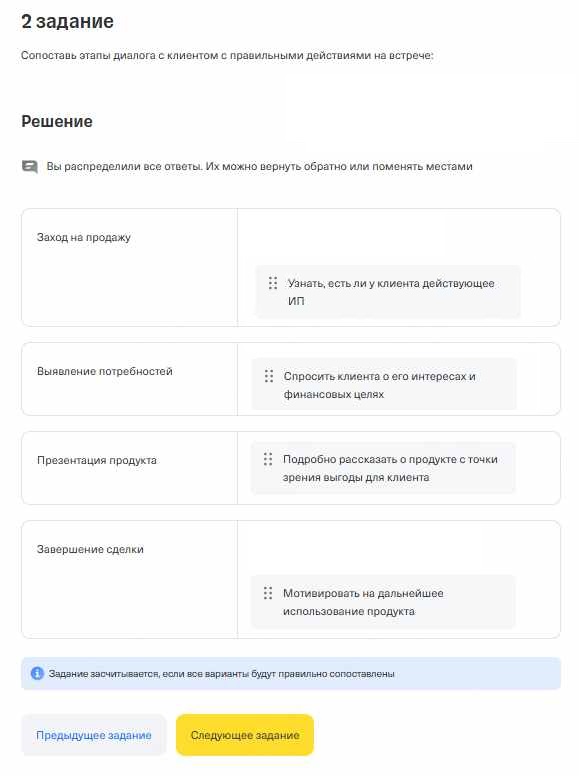 2 задание
Сопоставь этапы диалога с клиентом с правильными действиями на встрече:
Решение
Вы распределили все ответы. Их можно вернуть обратно или поменять местами
Заход на продажу
Узнать, есть ли у клиента действующее
ИП
Выявление потребностей
Спросить клиента о его интересах и
финансовых целях
Презентация продукта
Подробно рассказать о продукте с точки
зрения выгоды для клиента
Завершение сделки
Мотивировать на дальнейшее
использование продукта
Задание засчитывается, если все варианты будут правильно сопоставлены
Предыдущее задание
Следующее задание